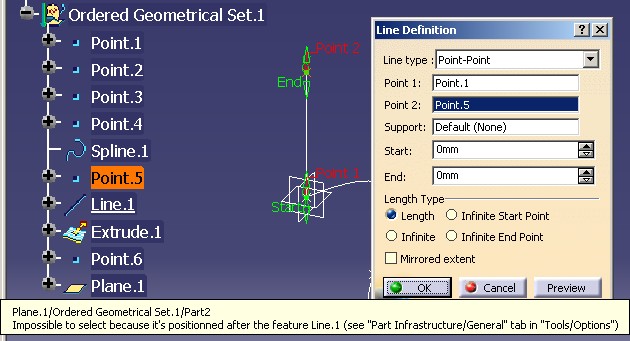 Ordered Geometrical Set.1
Point.1
Point.2
Point.3
Point.4
Spline.1
Point.5
Line.1
Extrude.1
Point.6
Plane.1
Point 2
End
Point 1
Start
Line Definition
Line type : Point-Point
Point 1: Point.1
Point 2: Point.5
Support: Default (None)
Start: 0mm
End: 0mm
Length Type
Length Infinite Start Point
Infinite Infinite End Point
Mirrored extent
OK Cancel Preview
Plane.1/Ordered Geometrical Set.1/Part2
Impossible to select because it's positionned after the feature Line.1 (see "Part Infrastructure/General" tab in "Tools/Options")